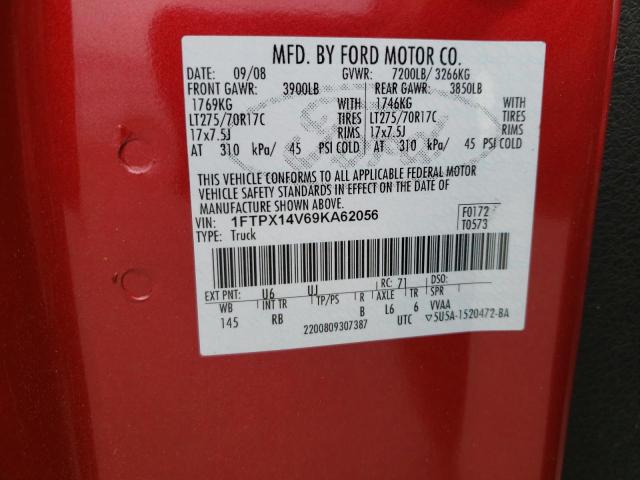 MFD. BY FORD MOTOR CO.
DATE: 09/08 GVWR: 7200LB/ 3266KG
FRONT GAWR: 3900LB REAR GAWR: 3850LB
1769KG WITH 1746KG WITH
LT275/70R17C TIRES LT275/70R17C TIRES
17x7.5J RIMS 17x7.5J RIMS
AT 310 kPa/ 45 PSI COLD AT 310 kPa/ 45 PSI COLD
THIS VEHICLE CONFORMS TO ALL APPLICABLE FEDERAL MOTOR
VEHICLE SAFETY STANDARDS IN EFFECT ON THE DATE OF
MANUFACTURE SHOWN ABOVE.
VIN: 1FTPX14V69KA62056 F0172
TYPE: Truck T0573
EXT PNT: U6 UJ RC: 71 DSO:
WB INT TR TP/PS R AXLE TR SPR
145 RB B L6 6 VVAA
2200809307387 UTC ▽5U5A-1520472-BA